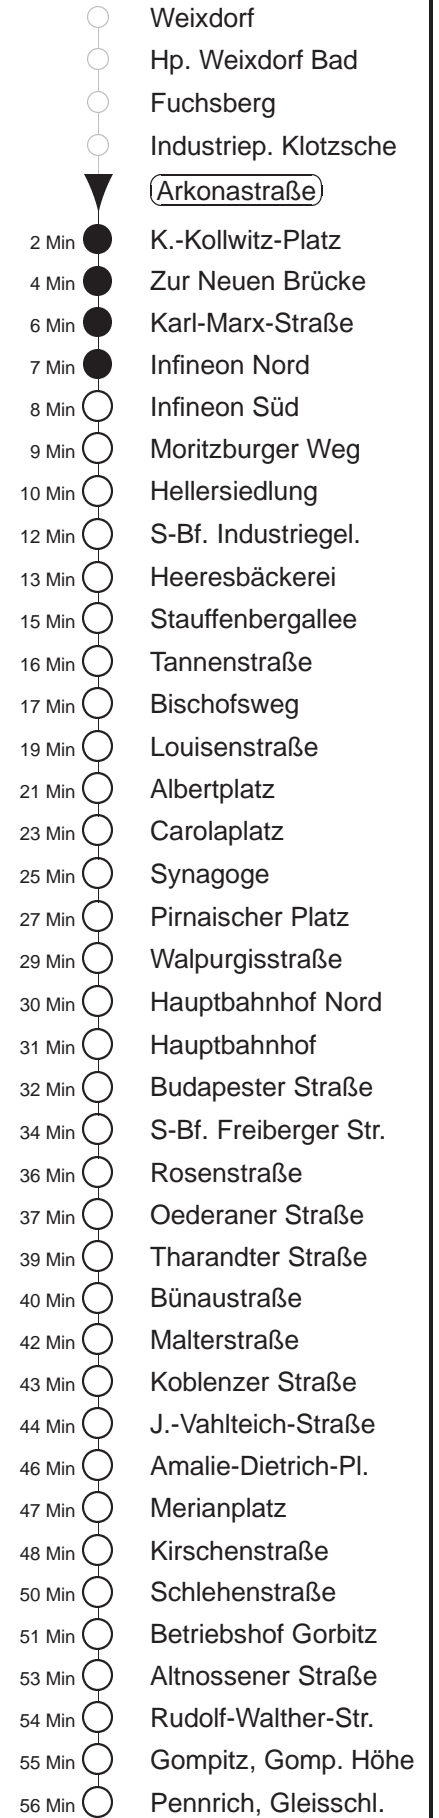 Weixdorf
Hp. Weixdorf Bad
Fuchsberg
Industriep. Klotzsche
Arkonastraße
2 Min K.-Kollwitz-Platz
4 Min Zur Neuen Brücke
6 Min Karl-Marx-Straße
7 Min Infineon Nord
8 Min Infineon Süd
9 Min Moritzburger Weg
10 Min Hellersiedlung
12 Min S-Bf. Industriegel.
13 Min Heeresbäckerei
15 Min Stauffenbergallee
16 Min Tannenstraße
17 Min Bischofsweg
19 Min Louisenstraße
21 Min Albertplatz
23 Min Carolaplatz
25 Min Synagoge
27 Min Pirnaischer Platz
29 Min Walpurgisstraße
30 Min Hauptbahnhof Nord
31 Min Hauptbahnhof
32 Min Budapester Straße
34 Min S-Bf. Freiberger Str.
36 Min Rosenstraße
37 Min Oederaner Straße
39 Min Tharandter Straße
40 Min Bünaustraße
42 Min Malterstraße
43 Min Koblenzer Straße
44 Min J.-Vahlteich-Straße
46 Min Amalie-Dietrich-Pl.
47 Min Merianplatz
48 Min Kirschenstraße
50 Min Schlehenstraße
51 Min Betriebshof Gorbitz
53 Min Altnossener Straße
54 Min Rudolf-Walther-Str.
55 Min Gompitz, Gomp. Höhe
56 Min Pennrich, Gleisschl.